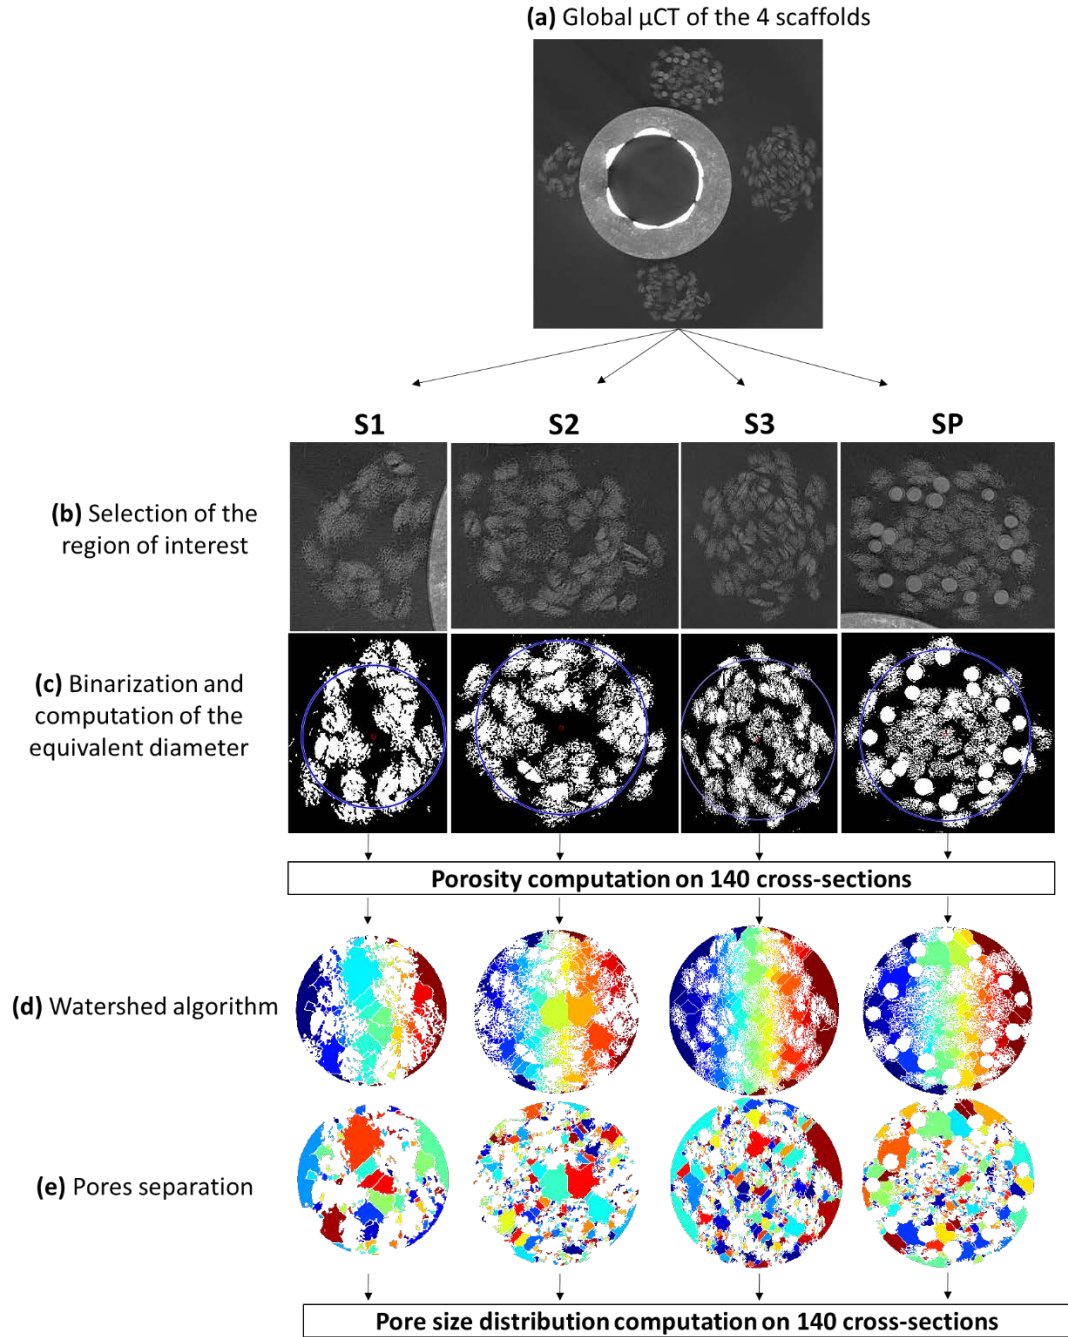 (a) Global µCT of the 4 scaffolds
S1 S2 S3 SP
(b) Selection of the
region of interest
(c) Binarization and
computation of the
equivalent diameter
Porosity computation on 140 cross-sections
(d) Watershed algorithm
(e) Pores separation
Pore size distribution computation on 140 cross-sections